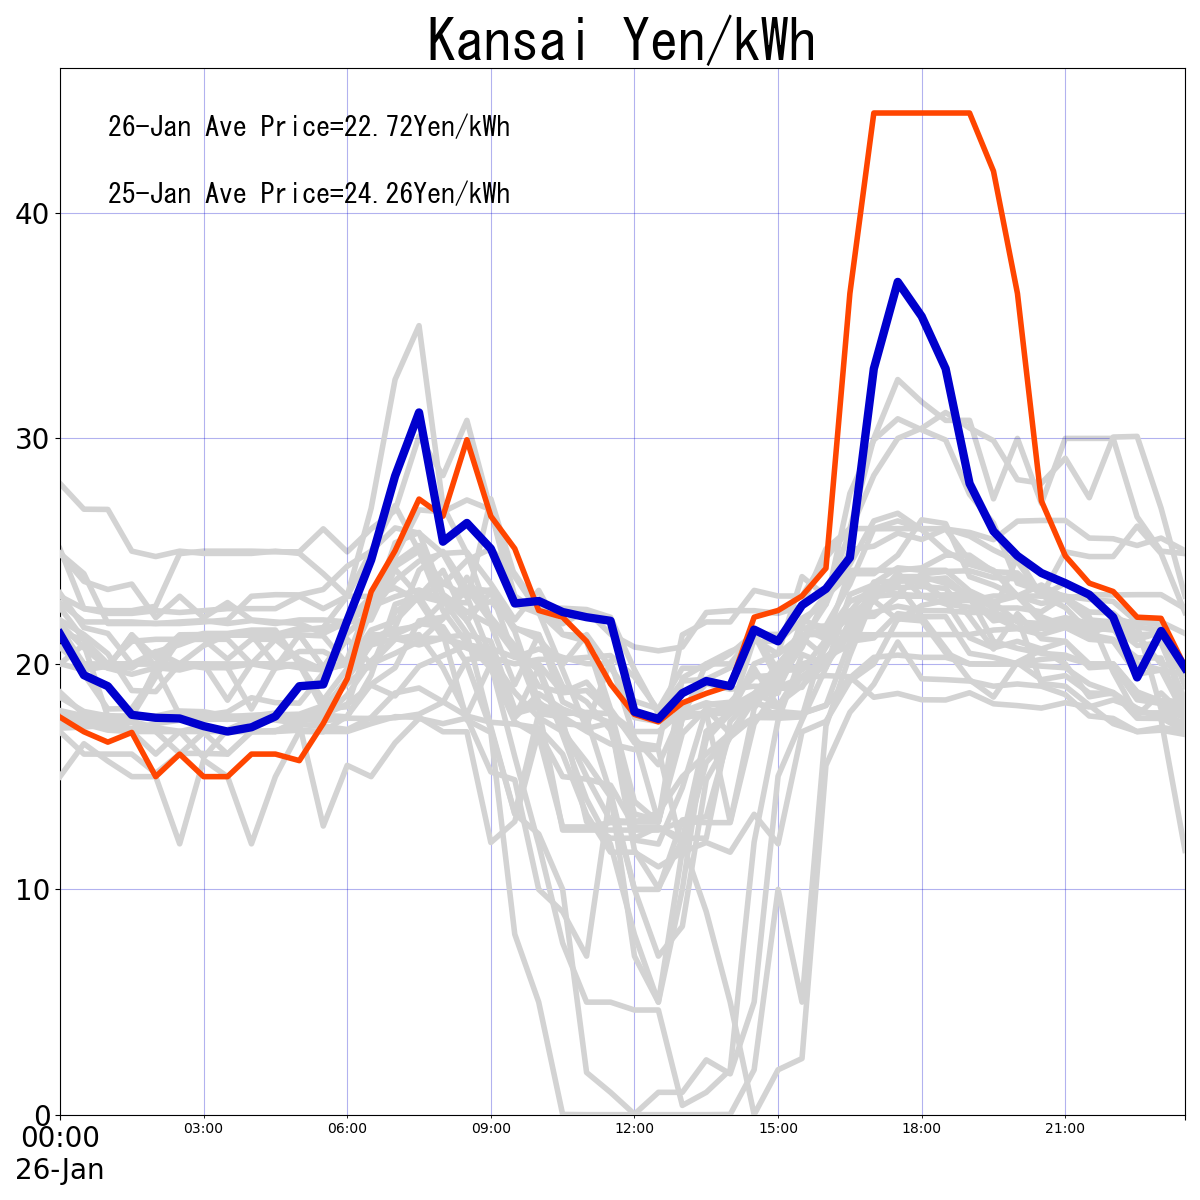 Kansai Yen/kWh
26-Jan Ave Price=22.72Yen/kWh
25-Jan Ave Price=24.26Yen/kWh
40
30
20
10
0
00:00 03:00 06:00 09:00 12:00 15:00 18:00 21:00
26-Jan